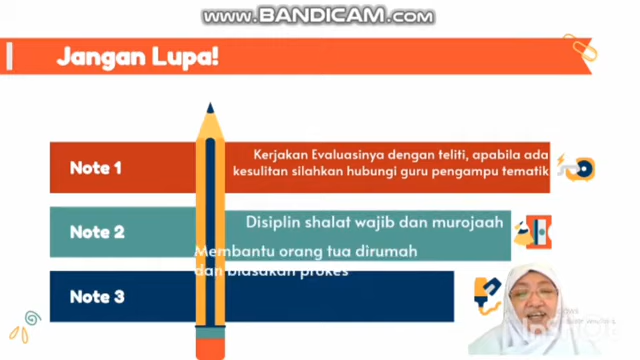 www.BANDICAM.com
Jangan Lupa!
Note 1
Kerjakan Evaluasinya dengan teliti, apabila ada
kesulitan silahkan hubungi guru pengampu tematik
Note 2
Disiplin shalat wajib dan murojaah
Membantu orang tua dirumah
dan biasakan prokes
Note 3